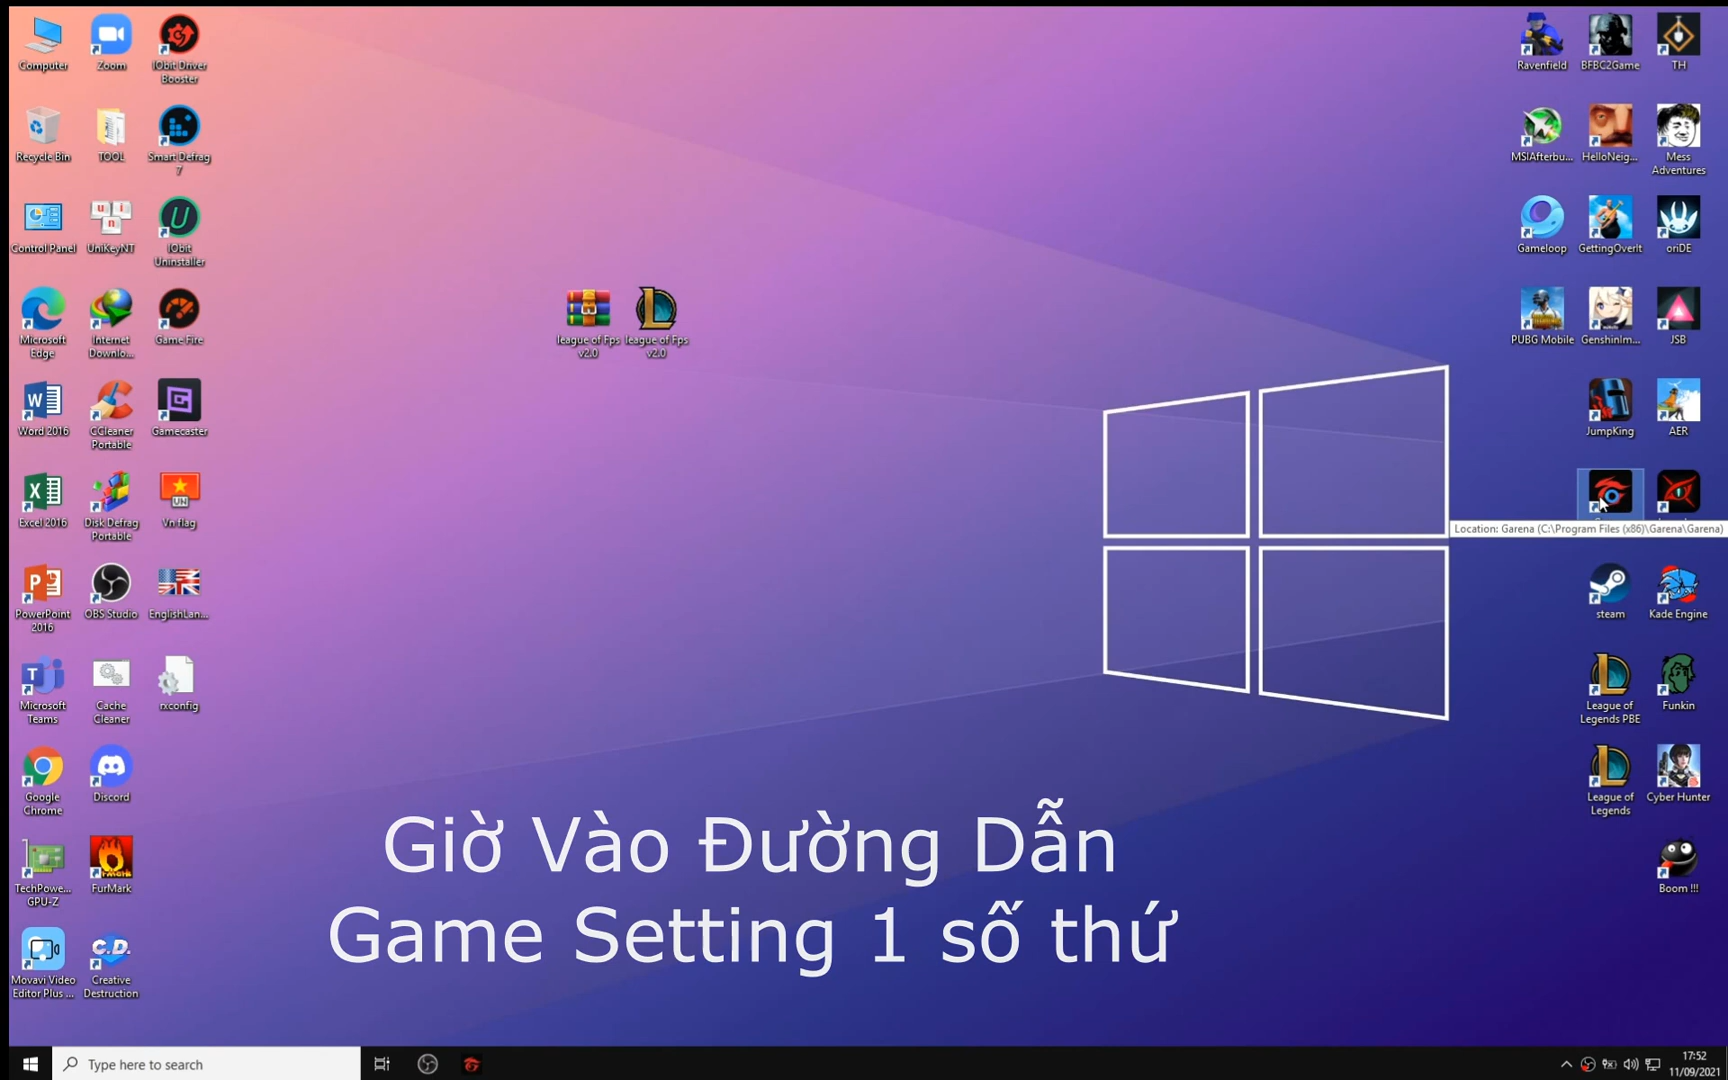 Computer
Zoom
IObit Driver
Booster
Recycle Bin
TOOL
Smart Defrag
7
Control Panel
UniKeyNT
IObit
Uninstaller
Microsoft
Edge
Internet
Downlo...
Game Fire
Word 2016
CCleaner
Portable
Gamecaster
Excel 2016
Disk Defrag
Portable
Vn flag
PowerPoint
2016
OBS Studio
EnglishLan...
Microsoft
Teams
Cache
Cleaner
rxconfig
Google
Chrome
Discord
TechPowe...
GPU-Z
FurMark
Movavi Video
Editor Plus ...
Creative
Destruction
league of Fps
v2.0
league of Fps
v2.0
Ravenfield
BFBC2Game
TH
MSIAfterbu...
HelloNeig...
Mess
Adventures
Gameloop
GettingOverIt
oriDE
PUBG Mobile
GenshinIm...
JSB
JumpKing
AER
Location: Garena (C:\Program Files (x86)\Garena\Garena)
steam
Kade Engine
League of
Legends PBE
Funkin
League of
Legends
Cyber Hunter
Boom !!!
Giờ Vào Đường Dẫn
Game Setting 1 số thứ
Type here to search
17:52
11/09/2021